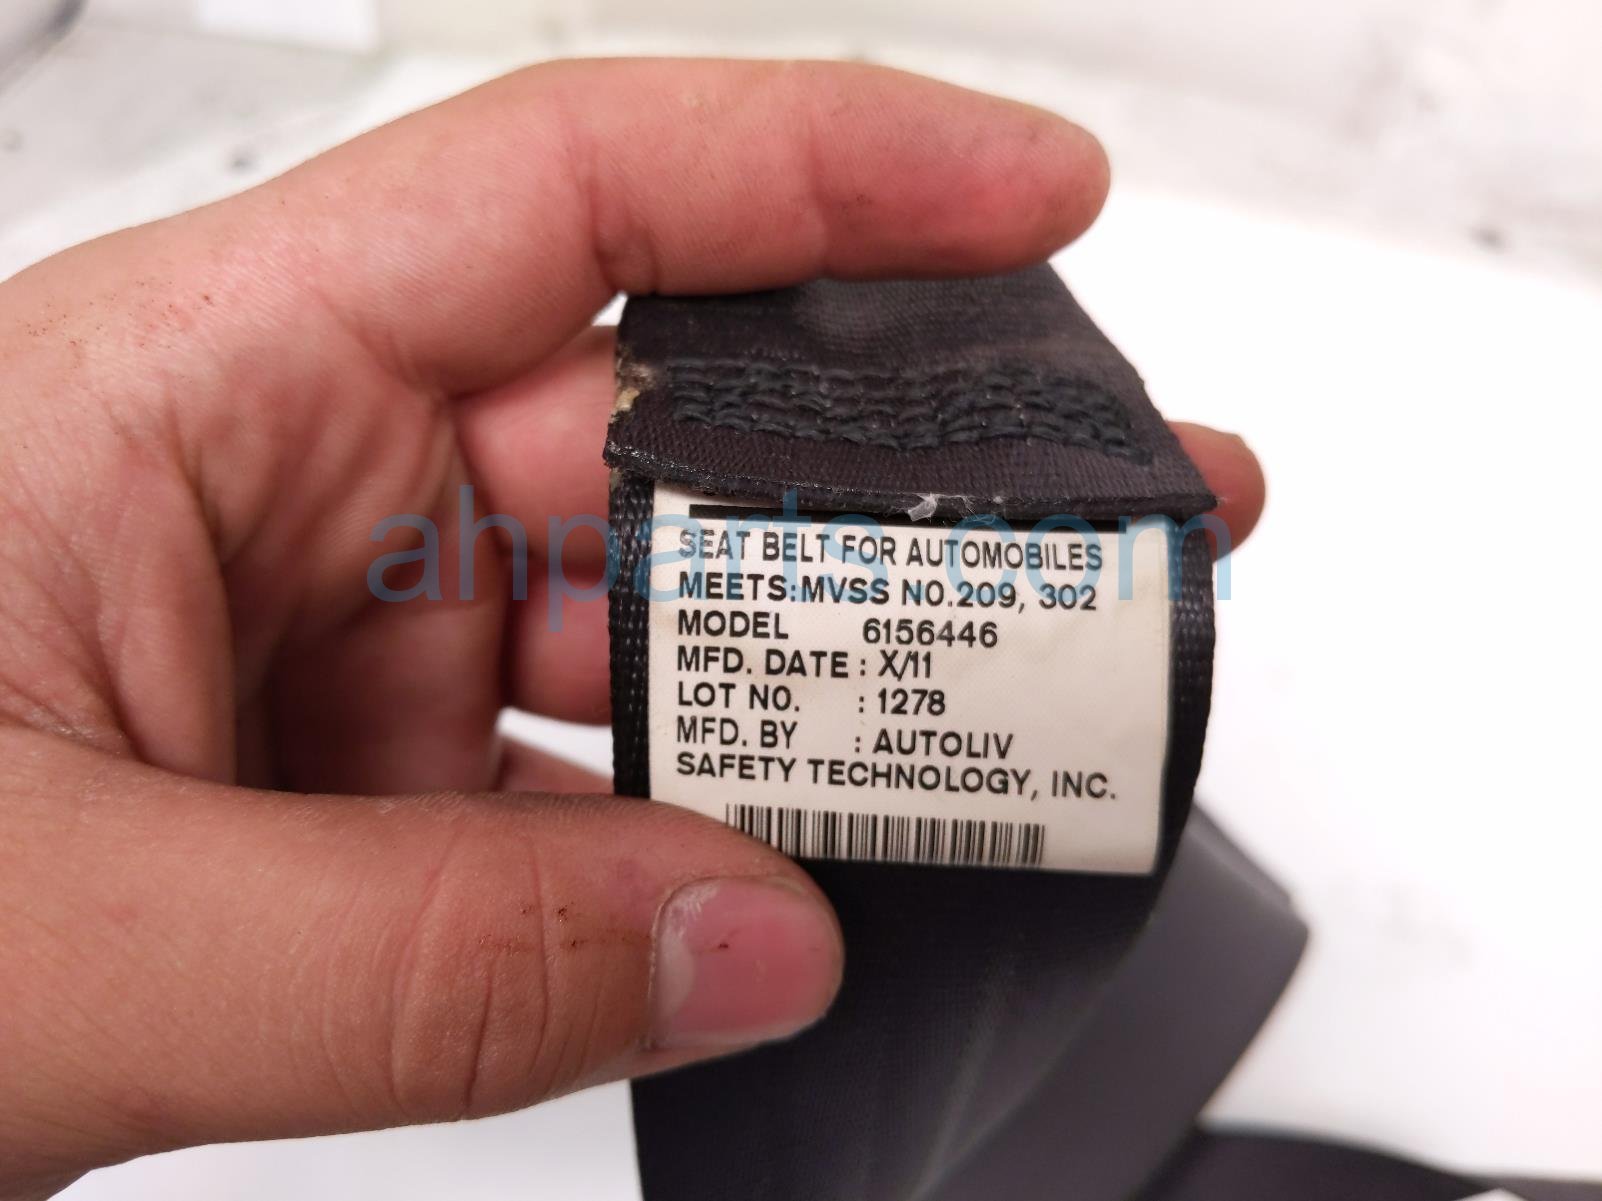 SEAT BELT FOR AUTOMOBILES
MEETS:MVSS NO.209, 302
MODEL 6156446
MFD. DATE : X/11
LOT NO. : 1278
MFD. BY : AUTOLIV
SAFETY TECHNOLOGY, INC.
ahparts.com